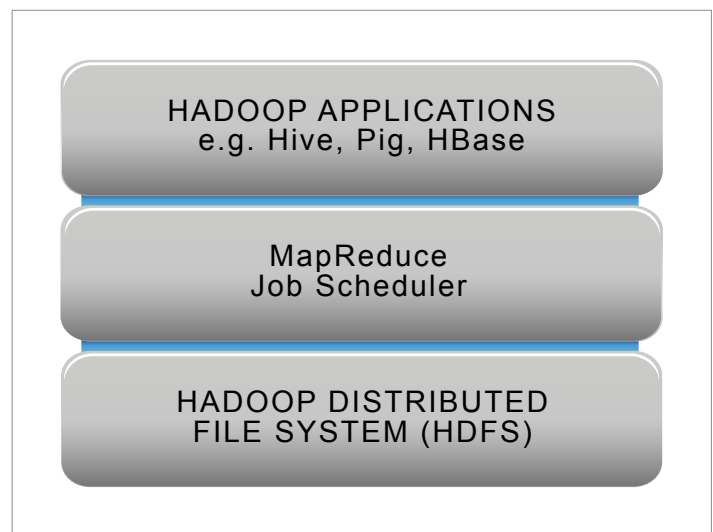 HADOOP APPLICATIONS
e.g. Hive, Pig, HBase
MapReduce
Job Scheduler
HADOOP DISTRIBUTED
FILE SYSTEM (HDFS)